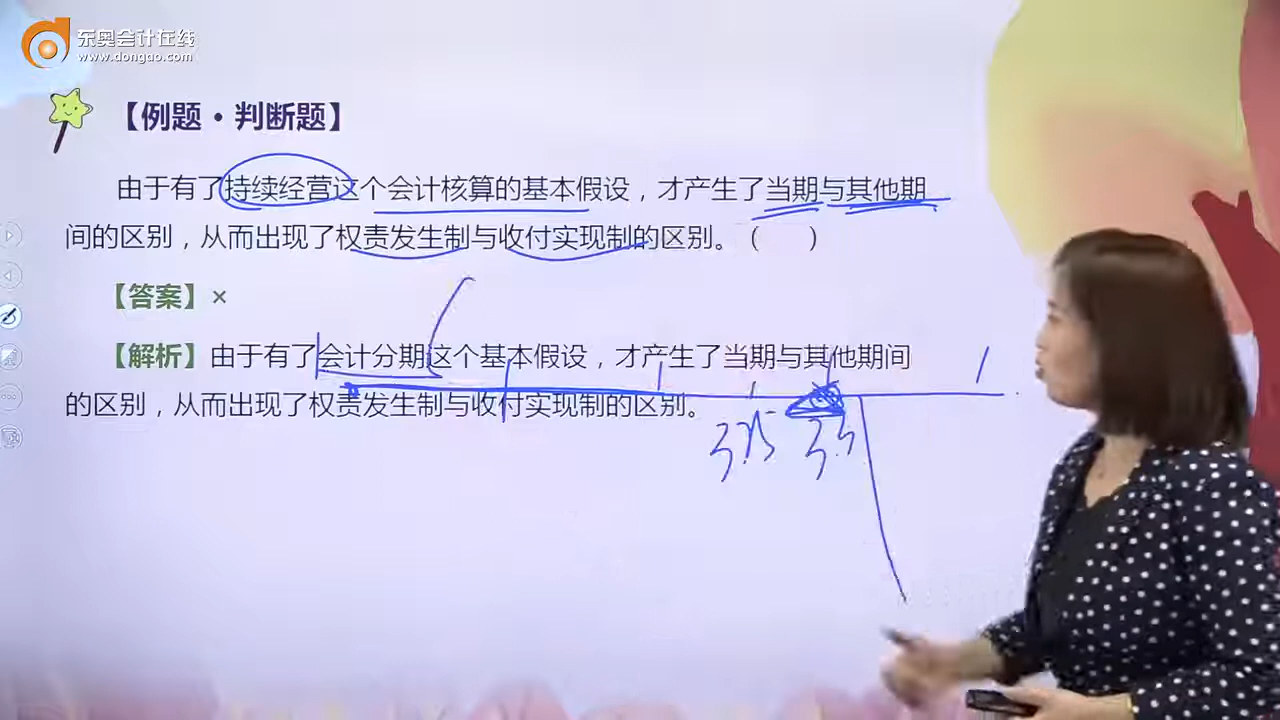 东奥会计在线
www.dongao.com
【例题·判断题】
由于有了持续经营这个会计核算的基本假设，才产生了当期与其他期
间的区别，从而出现了权责发生制与收付实现制的区别。（　　）
【答案】×
【解析】由于有了会计分期这个基本假设，才产生了当期与其他期间
的区别，从而出现了权责发生制与收付实现制的区别。